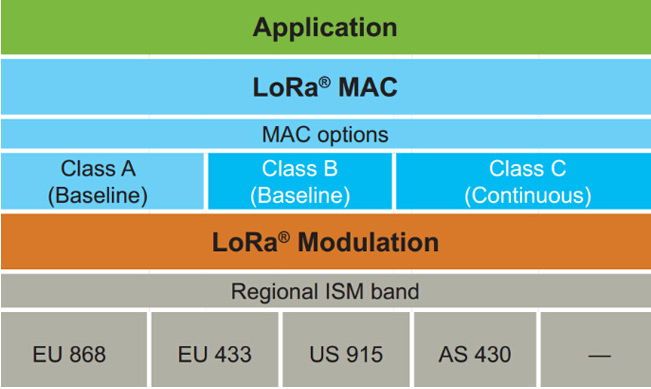 Application
LoRa® MAC
MAC options
Class A
(Baseline)
Class B
(Baseline)
Class C
(Continuous)
LoRa® Modulation
Regional ISM band
EU 868
EU 433
US 915
AS 430
—